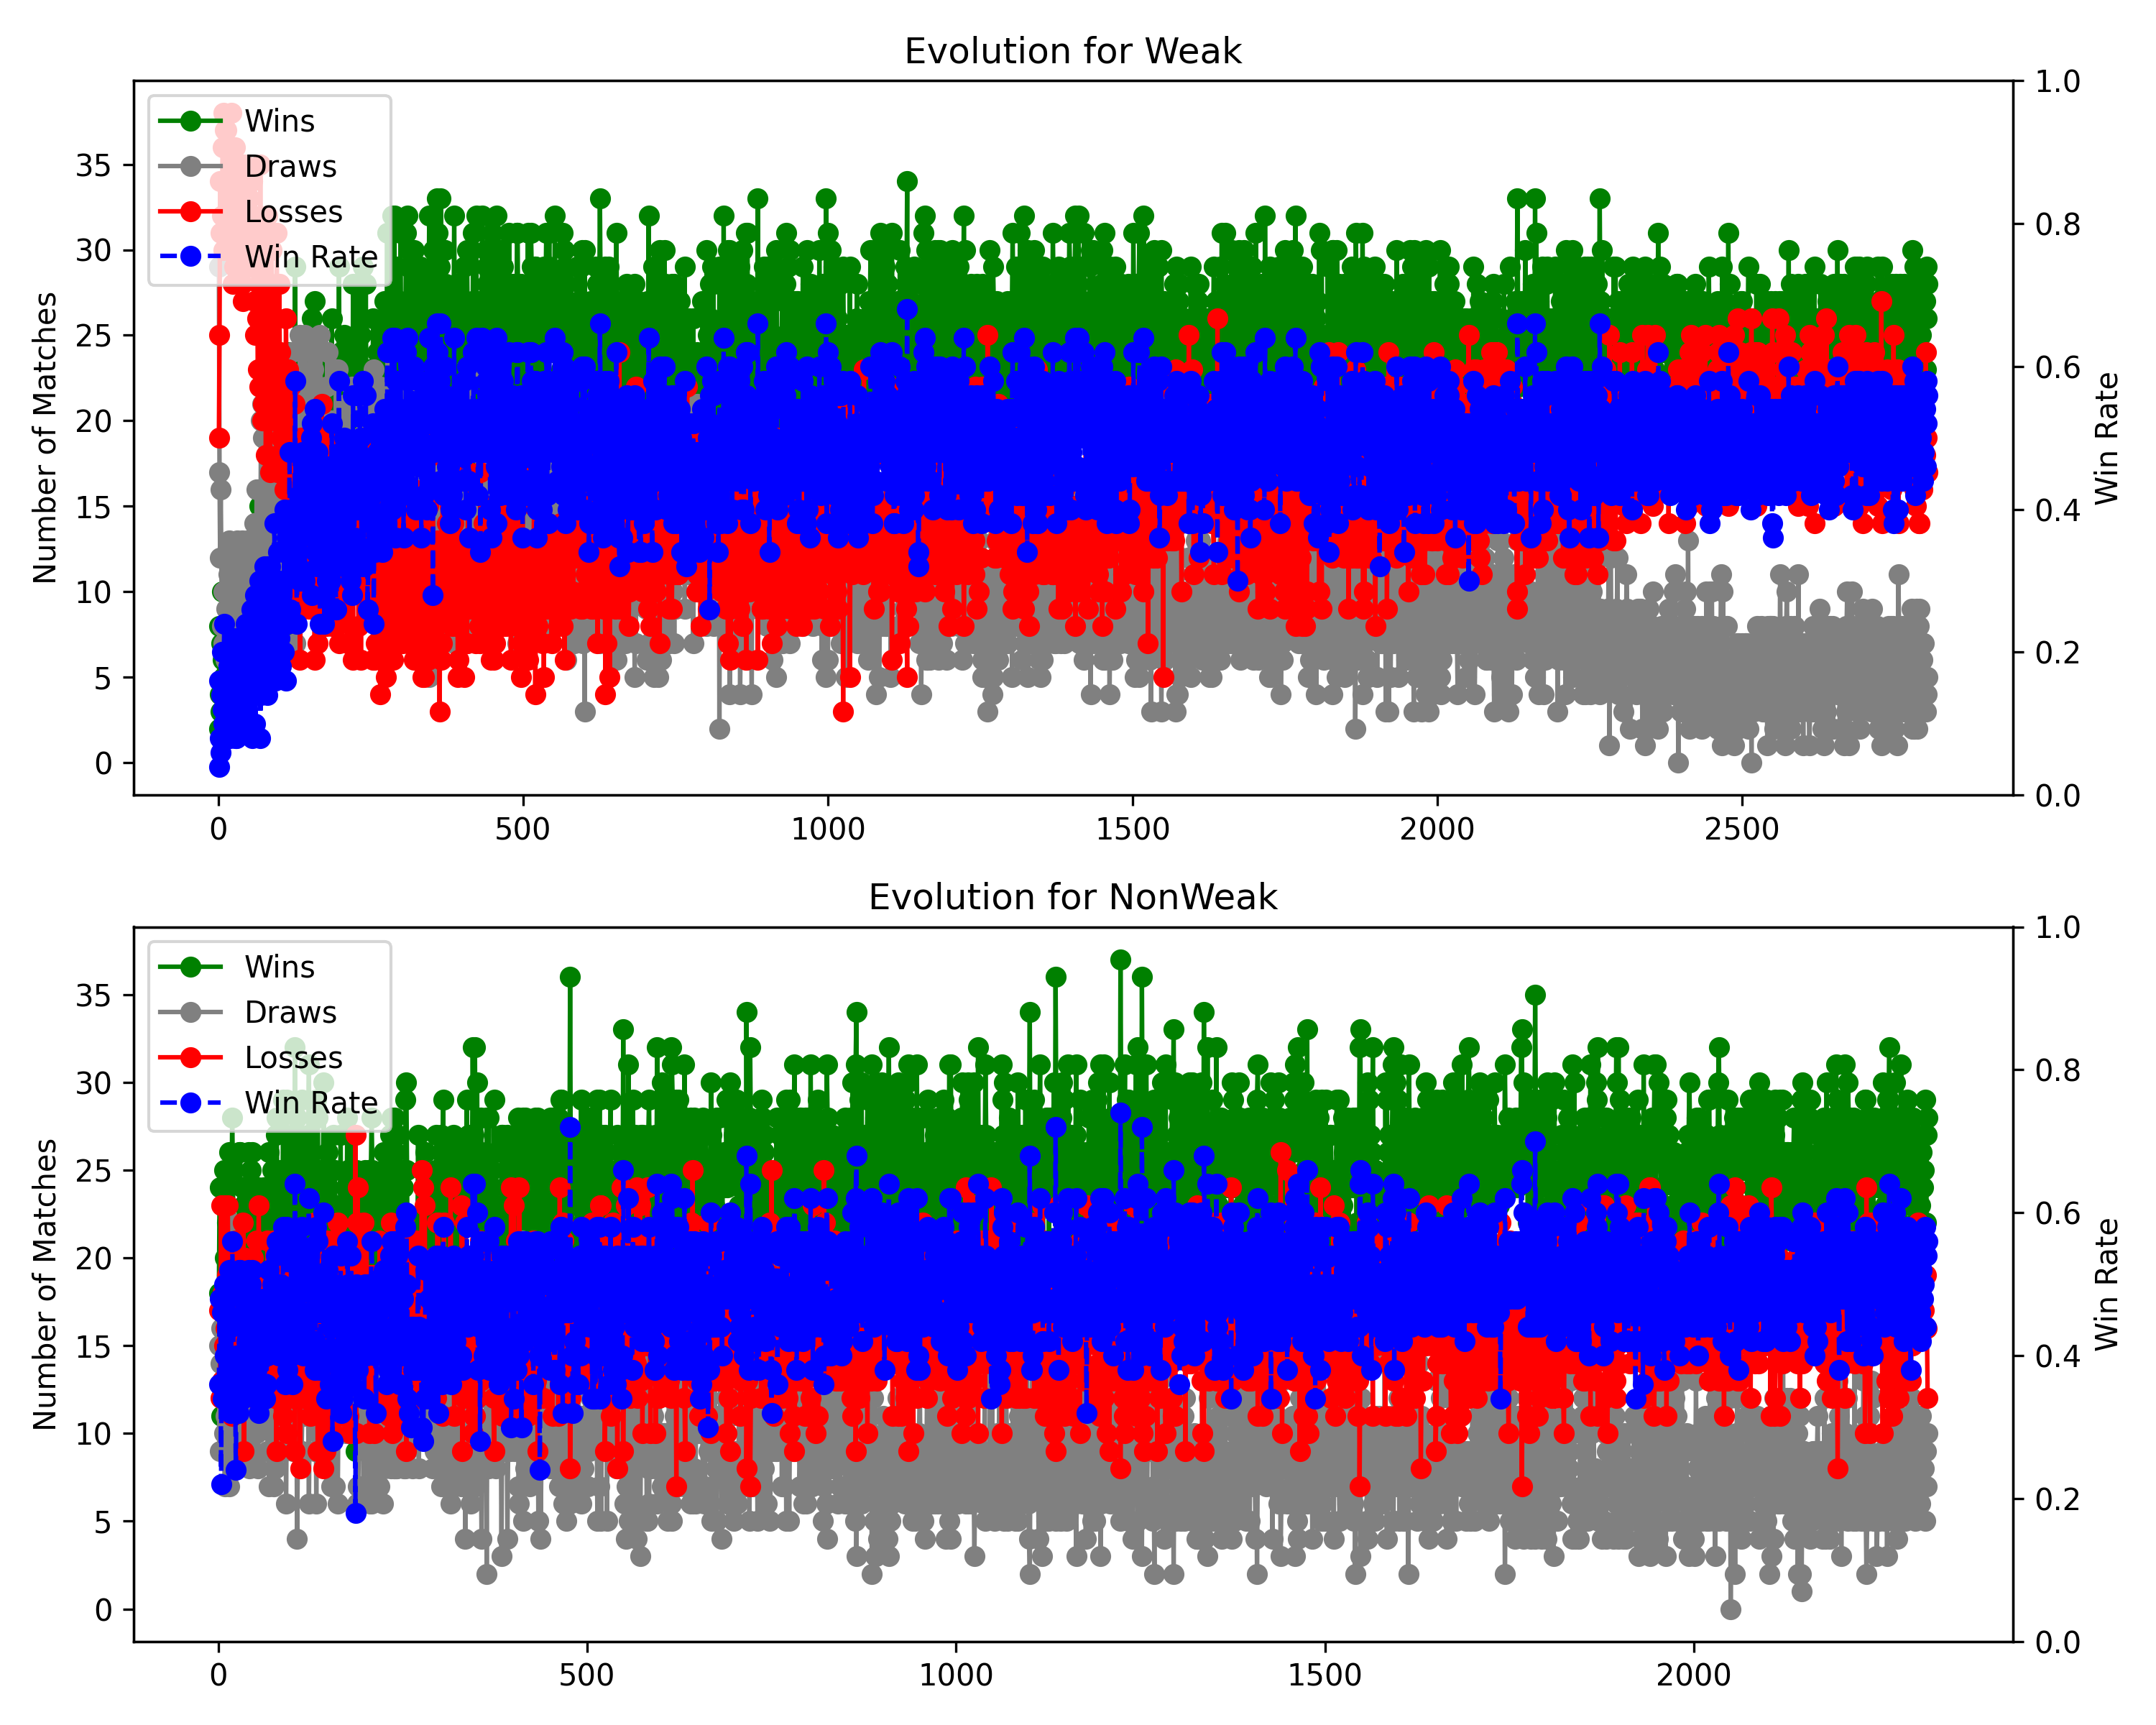 Evolution for Weak
Wins
Draws
Losses
Win Rate
Number of Matches
35
30
25
20
15
10
5
0
1.0
0.8
0.6
0.4
0.2
0.0
Win Rate
0 500 1000 1500 2000 2500
Evolution for NonWeak
Wins
Draws
Losses
Win Rate
Number of Matches
35
30
25
20
15
10
5
0
1.0
0.8
0.6
0.4
0.2
0.0
Win Rate
0 500 1000 1500 2000